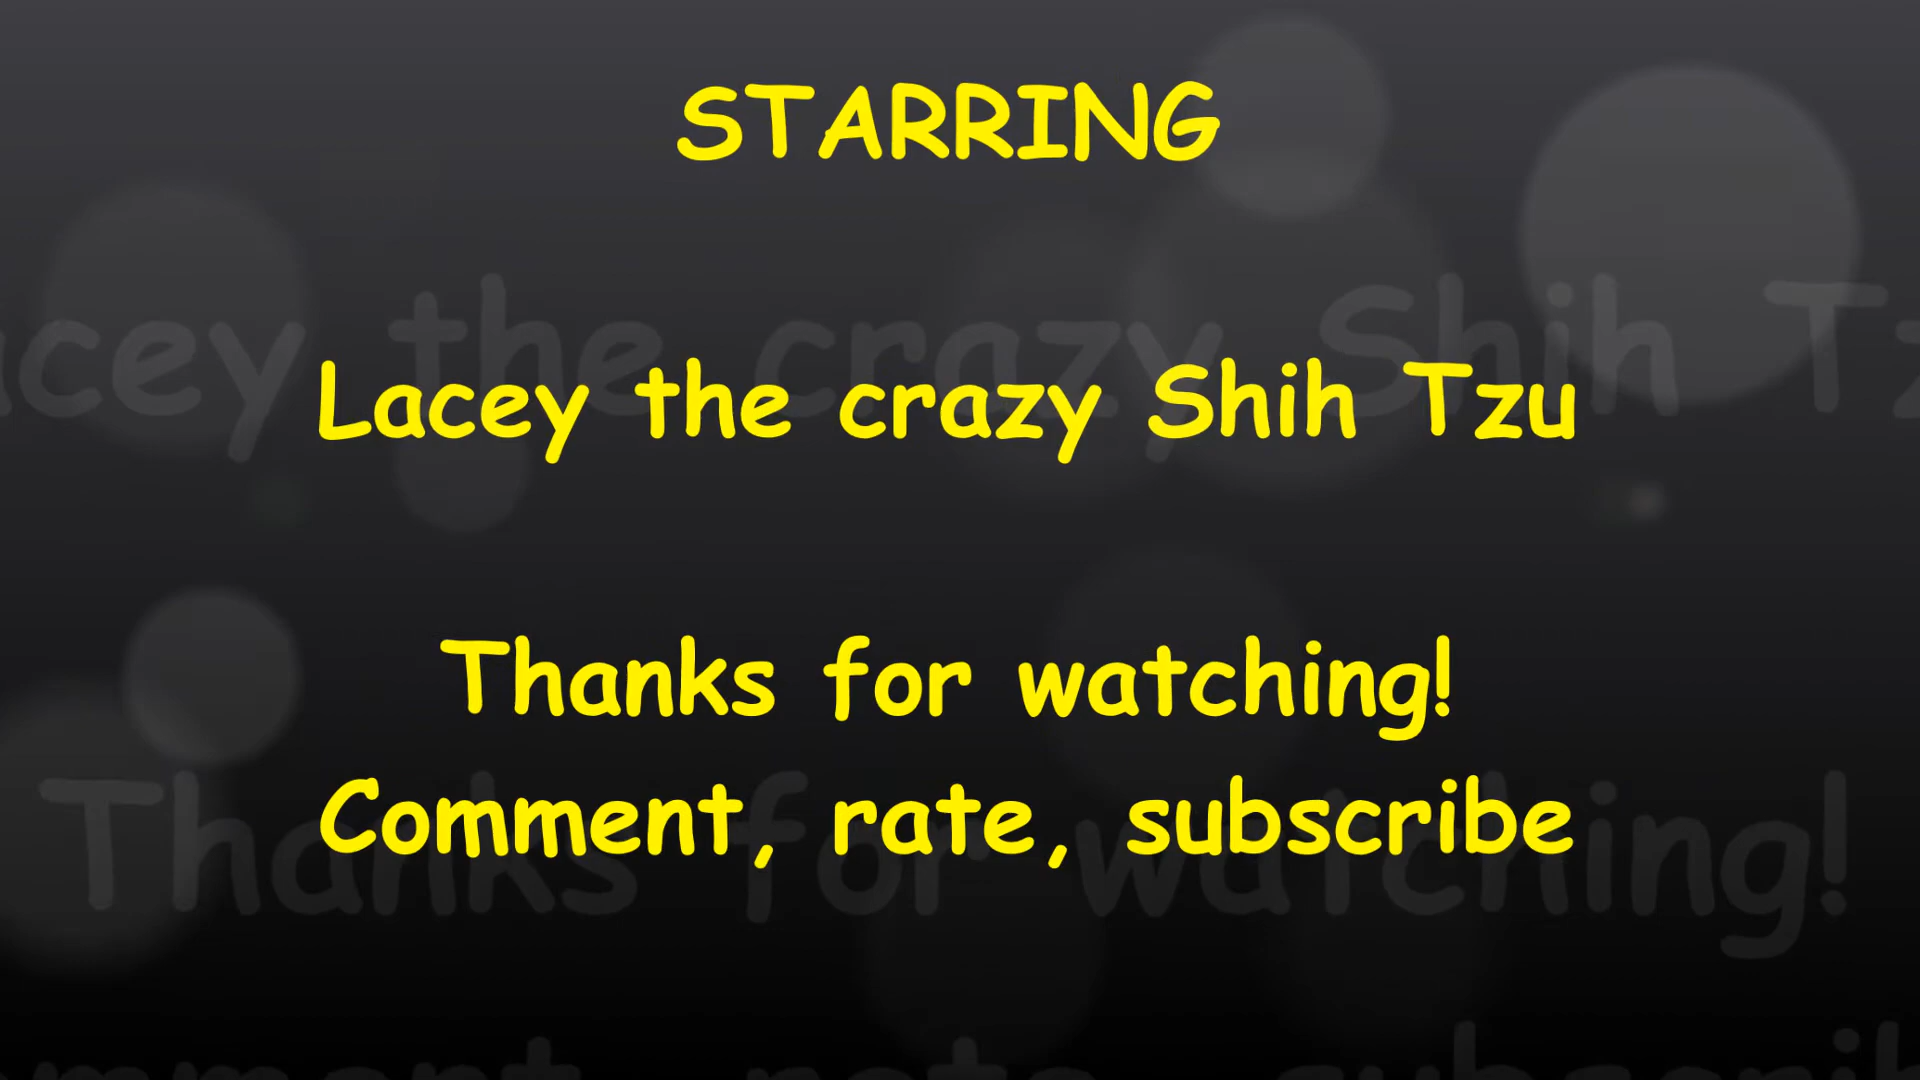 STARRING
Lacey the crazy Shih Tzu
Thanks for watching!
Comment, rate, subscribe